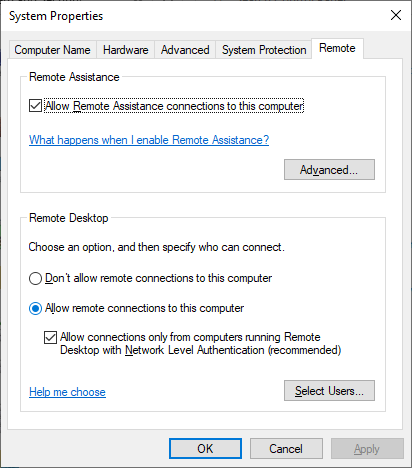 System Properties
Computer Name Hardware Advanced System Protection Remote
Remote Assistance
Allow Remote Assistance connections to this computer
What happens when I enable Remote Assistance?
Advanced...
Remote Desktop
Choose an option, and then specify who can connect.
Don't allow remote connections to this computer
Allow remote connections to this computer
Allow connections only from computers running Remote
Desktop with Network Level Authentication (recommended)
Help me choose Select Users...
OK Cancel Apply